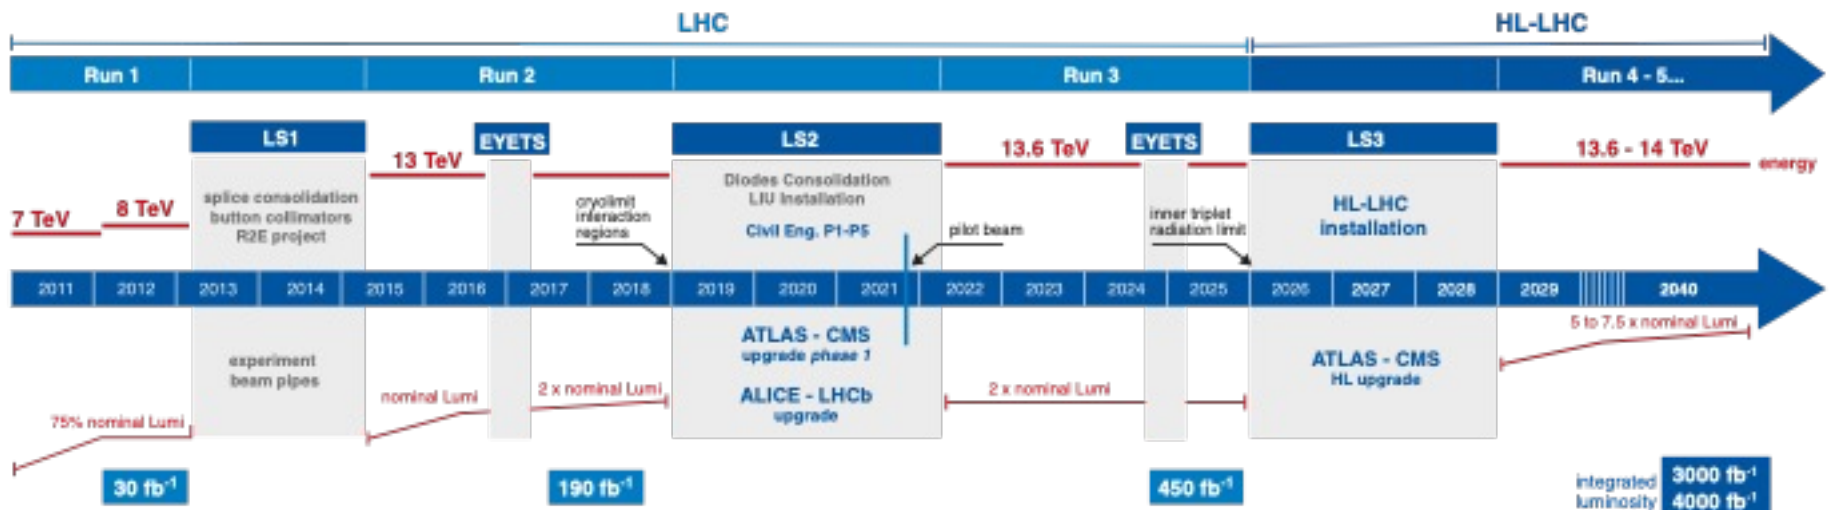 LHC HL-LHC
Run 1 Run 2 Run 3 Run 4 - 5...
LS1 EYETS LS2 EYETS LS3
7 TeV 8 TeV 13 TeV 13.6 TeV 13.6 - 14 TeV energy
splice consolidation
button collimators
R2E project
cryolimit
interaction
regions
Diodes Consolidation
LIU Installation
Civil Eng. P1-P5
pilot beam
inner triplet
radiation limit
HL-LHC
installation
2011 2012 2013 2014 2015 2016 2017 2018 2019 2020 2021 2022 2023 2024 2025 2026 2027 2028 2029 2040
experiment
beam pipes
ATLAS - CMS
upgrade phase 1
ALICE - LHCb
upgrade
ATLAS - CMS
HL upgrade
75% nominal Lumi
nominal Lumi
2 x nominal Lumi
2 x nominal Lumi
5 to 7.5 x nominal Lumi
30 fb⁻¹
190 fb⁻¹
450 fb⁻¹
integrated
luminosity
3000 fb⁻¹
4000 fb⁻¹